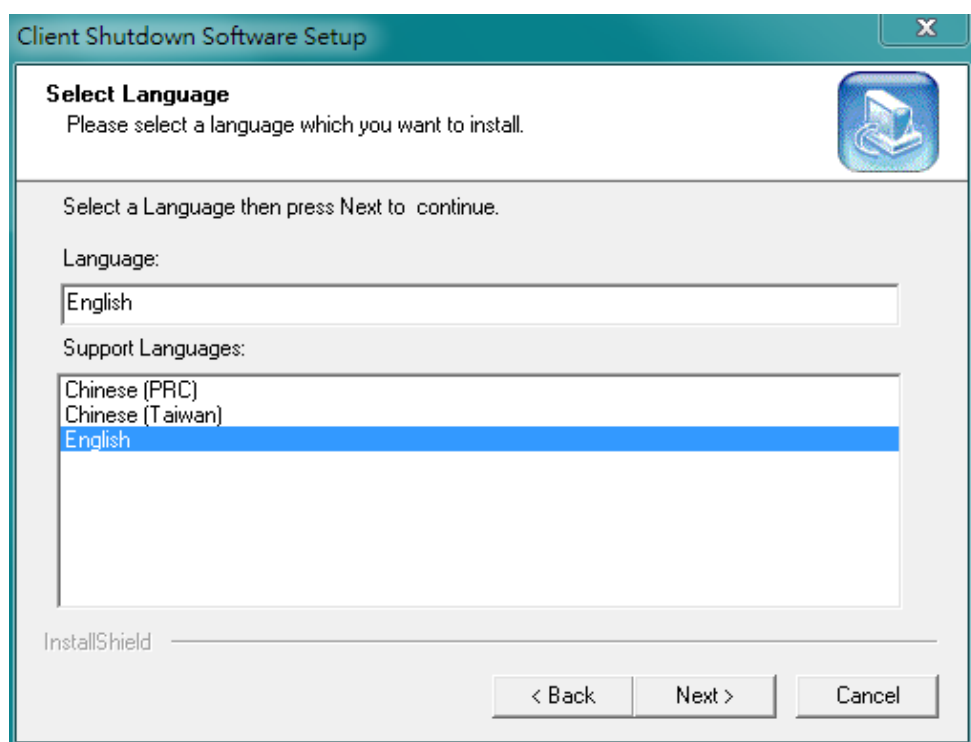 Client Shutdown Software Setup
Select Language
Please select a language which you want to install.
Select a Language then press Next to  continue.
Language:
English
Support Languages:
Chinese (PRC)
Chinese (Taiwan)
English
InstallShield
< Back
Next >
Cancel